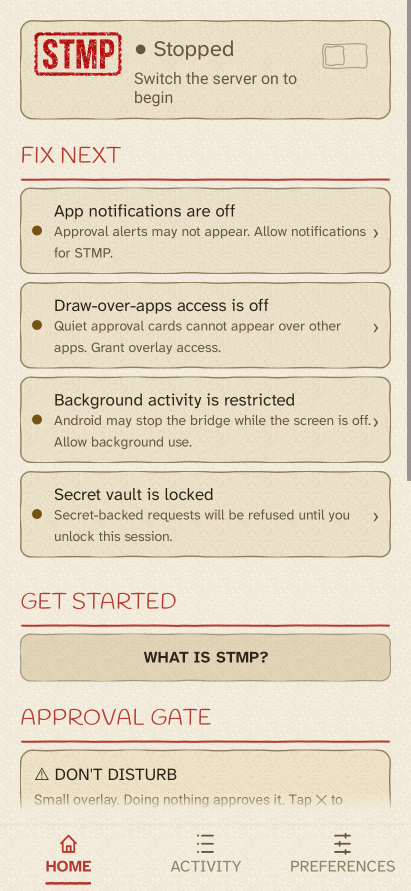 STMP
● Stopped
Switch the server on to
begin
FIX NEXT
App notifications are off
Approval alerts may not appear. Allow notifications
for STMP.
Draw-over-apps access is off
Quiet approval cards cannot appear over other
apps. Grant overlay access.
Background activity is restricted
Android may stop the bridge while the screen is off.
Allow background use.
Secret vault is locked
Secret-backed requests will be refused until you
unlock this session.
GET STARTED
WHAT IS STMP?
APPROVAL GATE
⚠ DON'T DISTURB
Small overlay. Doing nothing approves it. Tap ✕ to
HOME
ACTIVITY
PREFERENCES